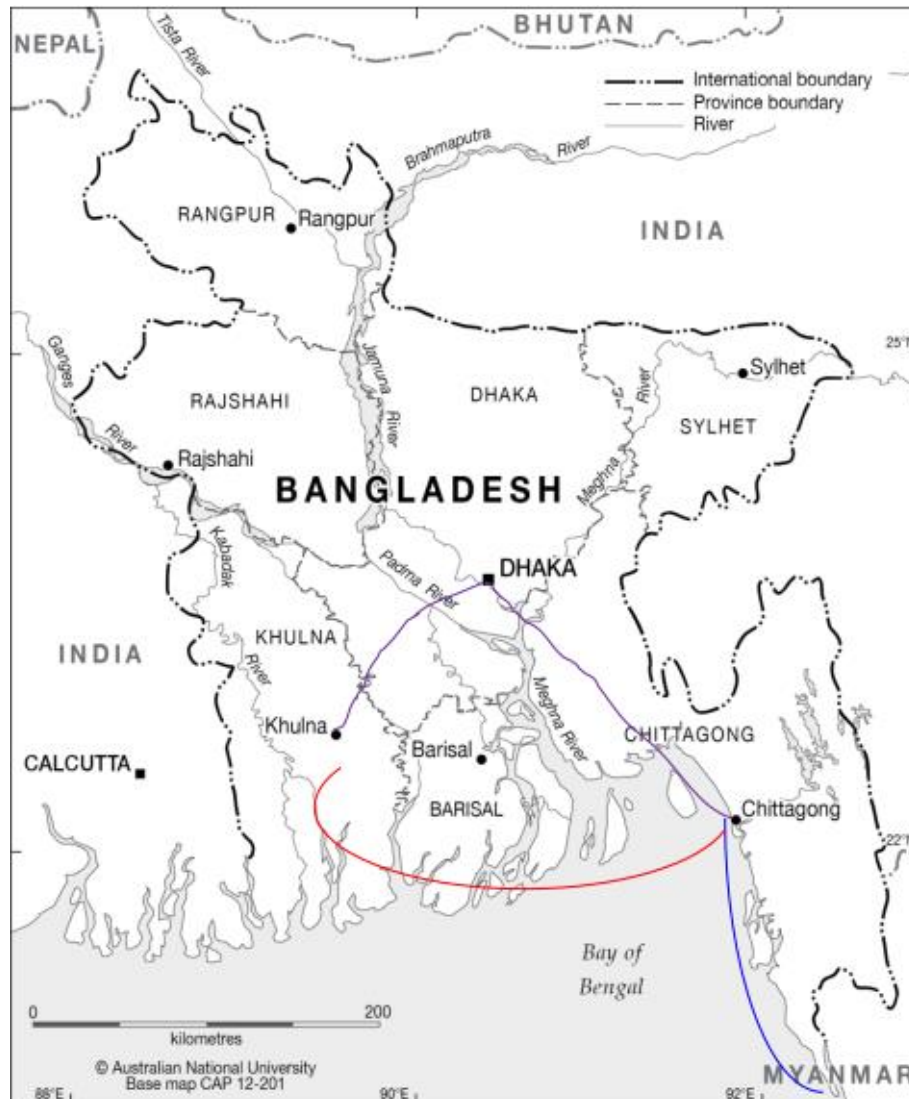 NEPAL
BHUTAN
Tista River
International boundary
Province boundary
River
Brahmaputra River
RANGPUR
Rangpur
INDIA
Ganges River
Jamuna River
25°
Sylhet
RAJSHAHI
DHAKA
River
SYLHET
Rajshahi
Meghna
BANGLADESH
Kabadak River
Padma River
DHAKA
INDIA
KHULNA
Meghna River
Khulna
CHITTAGONG
Barisal
CALCUTTA
BARISAL
Chittagong
22°
Bay of
Bengal
0 200
kilometres
© Australian National University
Base map CAP 12-201
MYANMAR
88°E 90°E 92°E